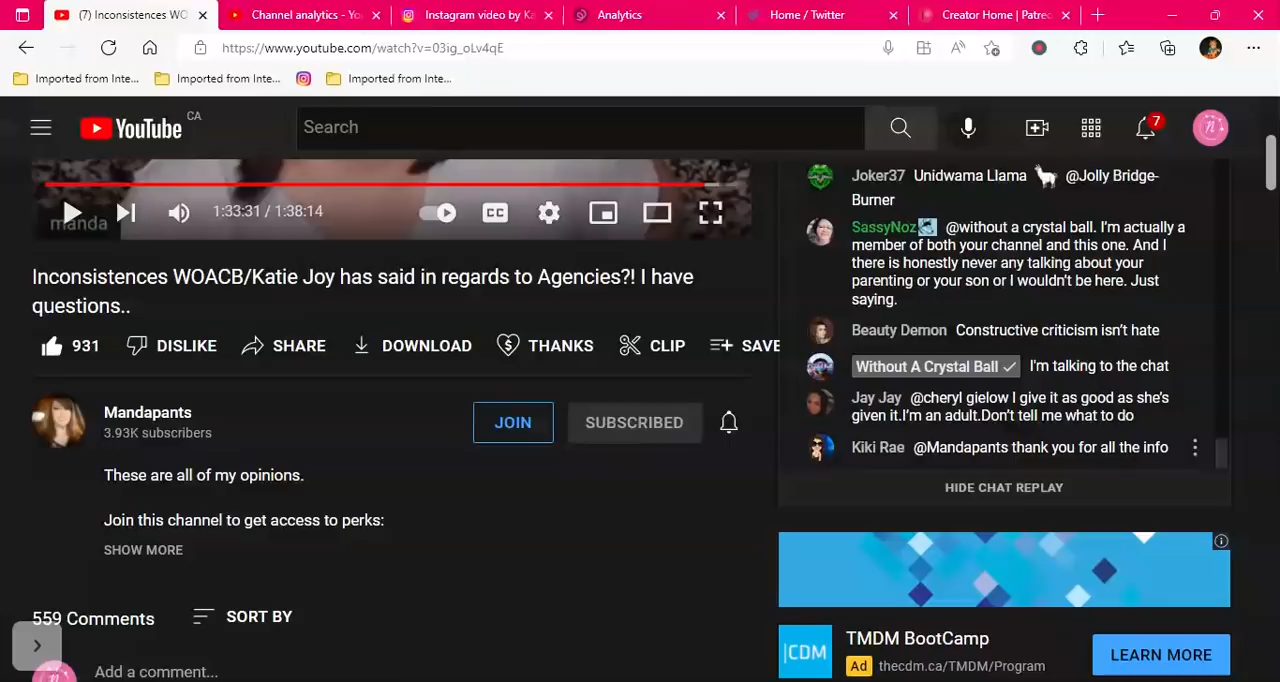 (7) Inconsistences WO
Channel analytics - Yo
Instagram video by Ka
Analytics
Home / Twitter
Creator Home | Patre
https://www.youtube.com/watch?v=03ig_oLv4qE
Imported from Inte...
Imported from Inte...
Imported from Inte...
YouTube CA
Search
7
manda
1:33:31 / 1:38:14
CC
Inconsistences WOACB/Katie Joy has said in regards to Agencies?! I have
questions..
931 DISLIKE SHARE DOWNLOAD THANKS CLIP SAVE
Mandapants
3.93K subscribers
JOIN
SUBSCRIBED
These are all of my opinions.
Join this channel to get access to perks:
SHOW MORE
559 Comments
SORT BY
Add a comment...
Joker37 Unidwama Llama 🦙 @Jolly Bridge-
Burner
SassyNoz @without a crystal ball. I'm actually a
member of both your channel and this one. And I
there is honestly never any talking about your
parenting or your son or I wouldn't be here. Just
saying.
Beauty Demon Constructive criticism isn't hate
Without A Crystal Ball ✓ I'm talking to the chat
Jay Jay @cheryl gielow I give it as good as she's
given it.I'm an adult.Don't tell me what to do
Kiki Rae @Mandapants thank you for all the info
HIDE CHAT REPLAY
CDM
TMDM BootCamp
Ad thecdm.ca/TMDM/Program
LEARN MORE